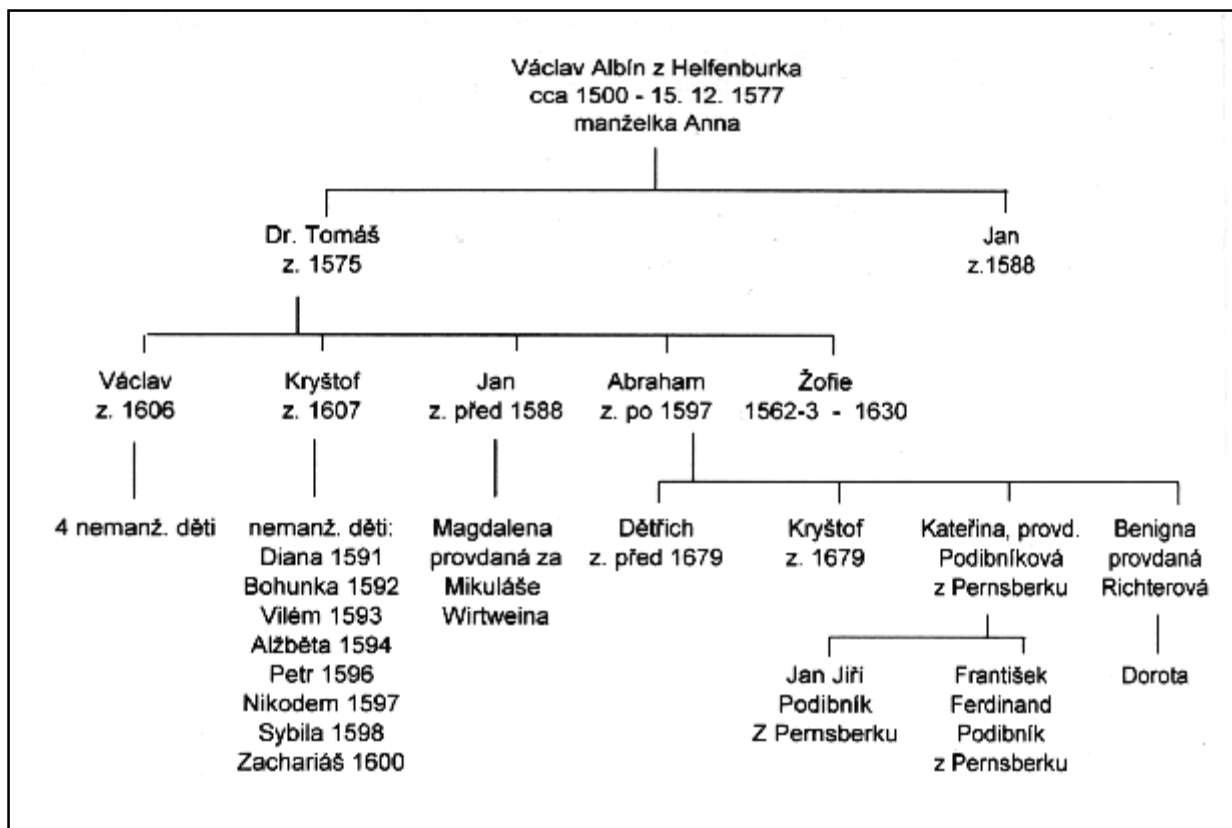 Václav Albín z Helfenburka
cca 1500 - 15. 12. 1577
manželka Anna
Dr. Tomáš
z. 1575
Jan
z.1588
Václav
z. 1606
Kryštof
z. 1607
Jan
z. před 1588
Abraham
z. po 1597
Žofie
1562-3 - 1630
4 nemanž. děti
nemanž. děti:
Diana 1591
Bohunka 1592
Vilém 1593
Alžběta 1594
Petr 1596
Nikodem 1597
Sybila 1598
Zachariáš 1600
Magdalena
provdaná za
Mikuláše
Wirtweina
Dětřich
z. před 1679
Kryštof
z. 1679
Kateřina, provd.
Podibníková
z Pernsberku
Benigna
provdaná
Richterová
Jan Jiří
Podibník
Z Pernsberku
František
Ferdinand
Podibník
z Pernsberku
Dorota